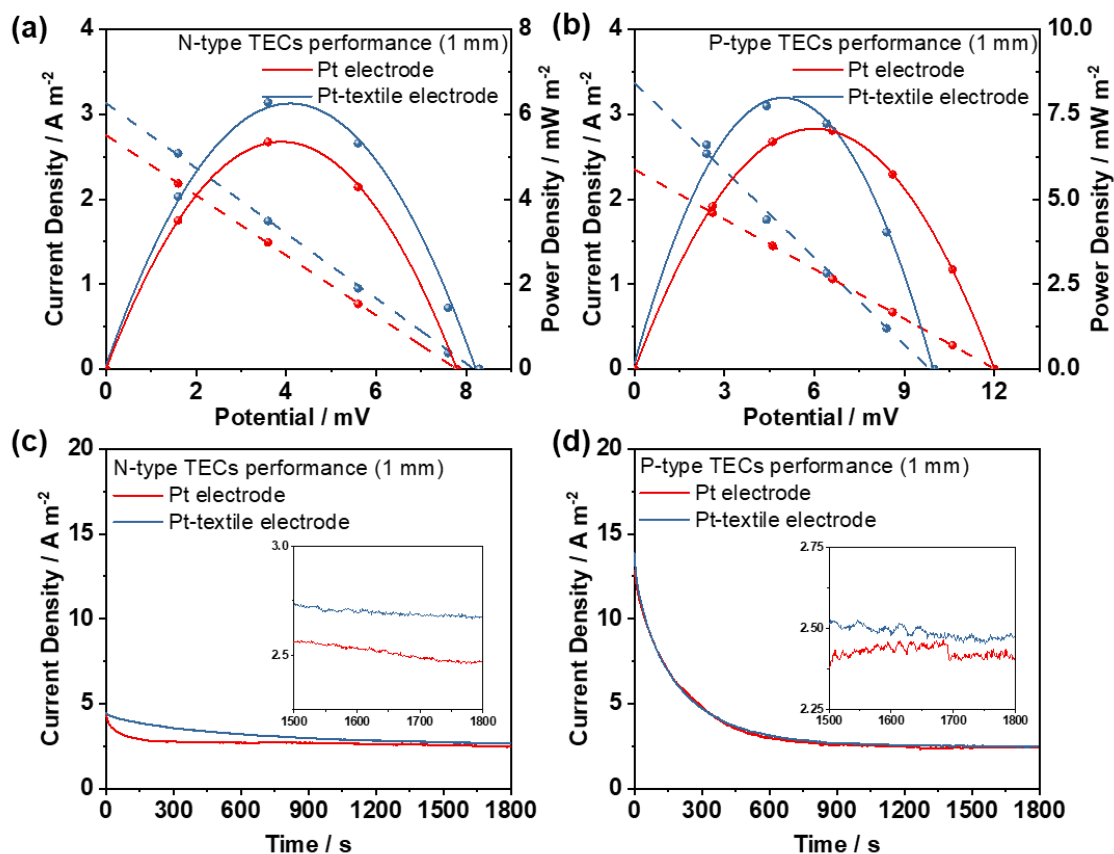 (a)
N-type TECs performance (1 mm)
Pt electrode
Pt-textile electrode
Current Density / A m-2
4
3
2
1
0
Power Density / mW m-2
8
6
4
2
0
0 2 4 6 8
Potential / mV
(b)
P-type TECs performance (1 mm)
Pt electrode
Pt-textile electrode
Current Density / A m-2
4
3
2
1
0
Power Density / mW m-2
10.0
7.5
5.0
2.5
0.0
0 3 6 9 12
Potential / mV
(c)
N-type TECs performance (1 mm)
Pt electrode
Pt-textile electrode
Current Density / A m-2
20
15
10
5
0
3.0
2.5
1500 1600 1700 1800
0 300 600 900 1200 1500 1800
Time / s
(d)
P-type TECs performance (1 mm)
Pt electrode
Pt-textile electrode
Current Density / A m-2
20
15
10
5
0
2.75
2.50
2.25
1500 1600 1700 1800
0 300 600 900 1200 1500 1800
Time / s